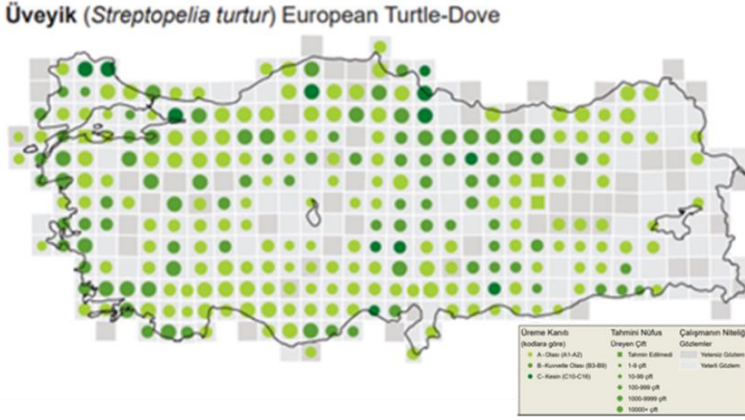 Üveyik (Streptopelia turtur) European Turtle-Dove
Üreme Kanıtı
(kodlara göre)
A - Olası (A1-A2)
B - Kuvvetle Olası (B3-B9)
C - Kesin (C10-C16)
Tahmini Nüfus
Üreyen Çift
Tahmin Edilmedi
1-9 çift
10-99 çift
100-999 çift
1000-9999 çift
10000+ çift
Çalışmanın Niteliğ
Gözlemler
Yetersiz Gözlem
Yeterli Gözlem